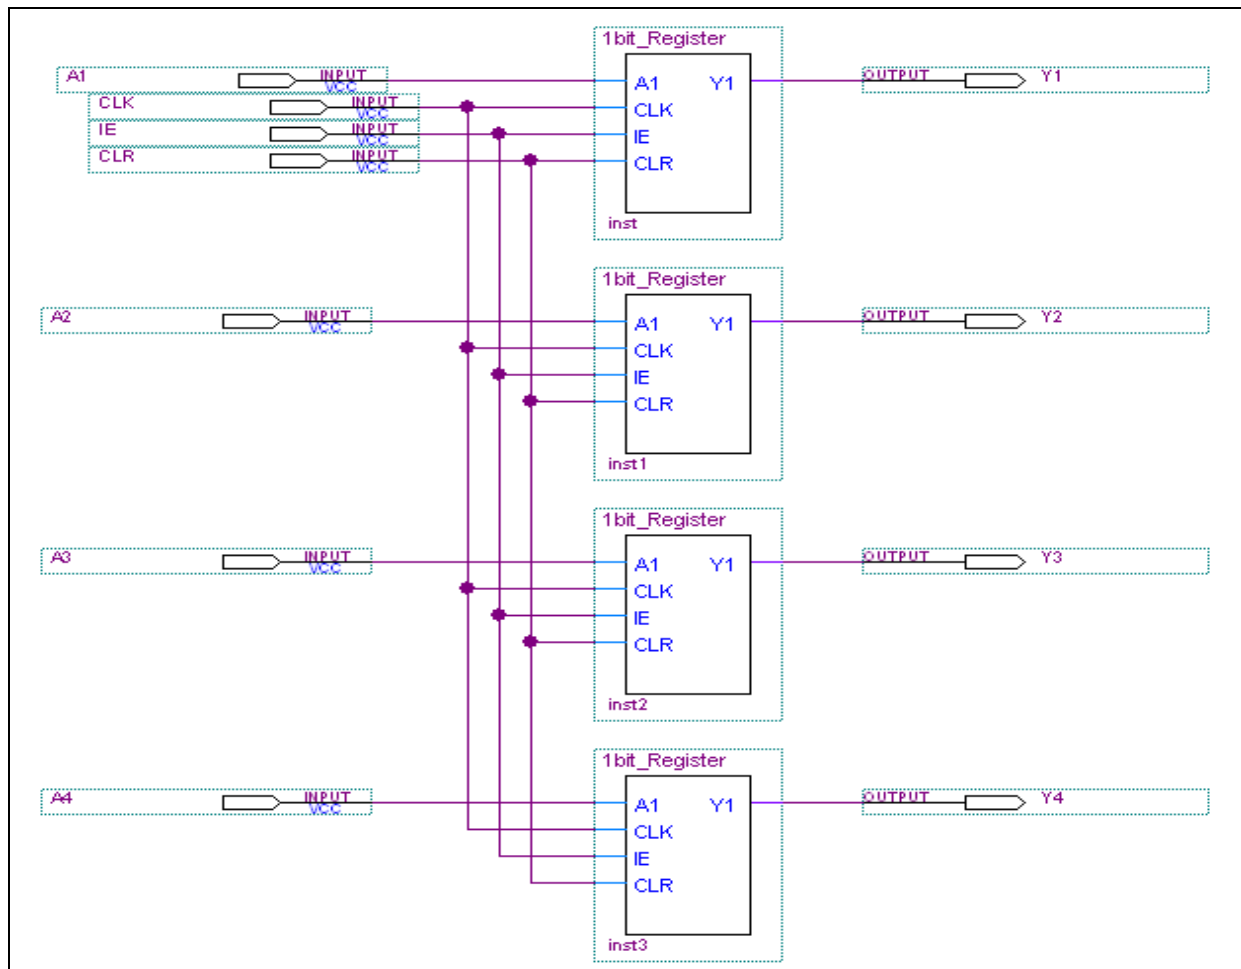 1bit_Register
A1 INPUT VCC A1 Y1 OUTPUT Y1
CLK INPUT VCC CLK
IE INPUT VCC IE
CLR INPUT VCC CLR
inst
1bit_Register
A2 INPUT VCC A1 Y1 OUTPUT Y2
CLK
IE
CLR
inst1
1bit_Register
A3 INPUT VCC A1 Y1 OUTPUT Y3
CLK
IE
CLR
inst2
1bit_Register
A4 INPUT VCC A1 Y1 OUTPUT Y4
CLK
IE
CLR
inst3